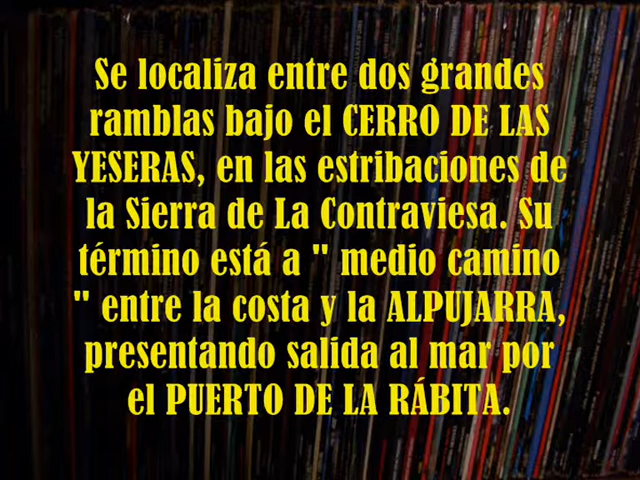 Se localiza entre dos grandes
ramblas bajo el CERRO DE LAS
YESERAS, en las estribaciones de
la Sierra de La Contraviesa. Su
término está a " medio camino
" entre la costa y la ALPUJARRA,
presentando salida al mar por
el PUERTO DE LA RÁBITA.